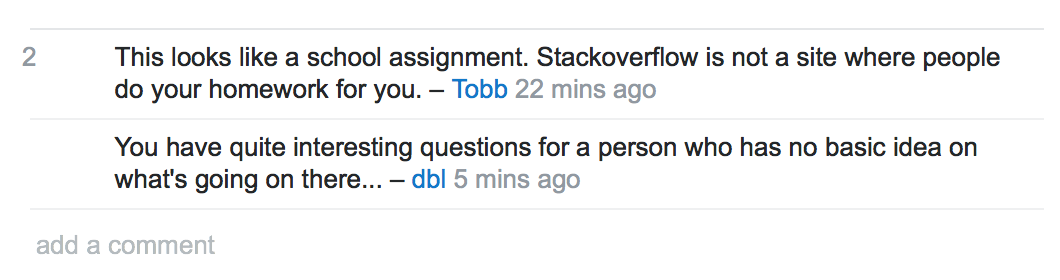 2 This looks like a school assignment. Stackoverflow is not a site where people
do your homework for you. – Tobb 22 mins ago
You have quite interesting questions for a person who has no basic idea on
what's going on there... – dbl 5 mins ago
add a comment